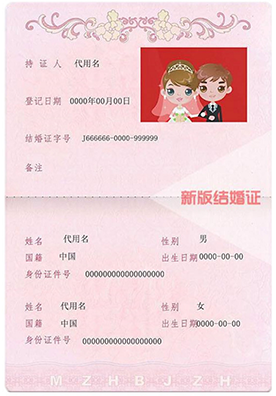 持证人 代用名
登记日期 0000年00月00日
结婚证字号 J666666-0000-999999
备注
新版结婚证
姓名 代用名 性别 男
国籍 中国 出生日期 0000-00-00
身份证件号 000000000000000000
姓名 代用名 性别 女
国籍 中国 出生日期 0000-00-00
身份证件号 000000000000000000
MZHBJZH